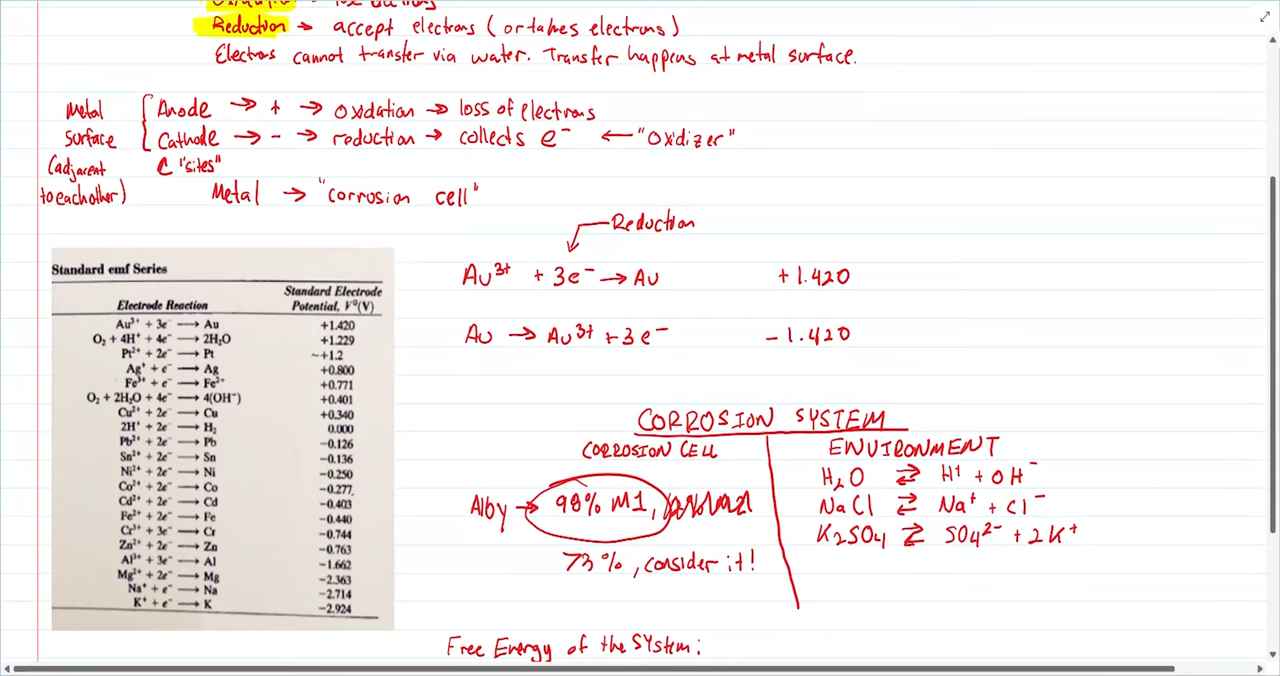 Reduction → accept electrons (or takes electrons)
Electrons cannot transfer via water. Transfer happens at metal surface.
Metal surface (adjacent to each other)
Anode → + → oxidation → loss of electrons
Cathode → - → reduction → collects e⁻ ← "Oxidizer"
"sites"
Metal → "corrosion cell"
Reduction
Au³⁺ + 3e⁻ → Au +1.420
Au → Au³⁺ + 3e⁻ -1.420
Standard emf Series
Electrode Reaction Standard Electrode Potential, V⁰(V)
Au³⁺ + 3e⁻ ⟶ Au +1.420
O₂ + 4H⁺ + 4e⁻ ⟶ 2H₂O +1.229
Pt²⁺ + 2e⁻ ⟶ Pt ~+1.2
Ag⁺ + e⁻ ⟶ Ag +0.800
Fe³⁺ + e⁻ ⟶ Fe²⁺ +0.771
O₂ + 2H₂O + 4e⁻ ⟶ 4(OH⁻) +0.401
Cu²⁺ + 2e⁻ ⟶ Cu +0.340
2H⁺ + 2e⁻ ⟶ H₂ 0.000
Pb²⁺ + 2e⁻ ⟶ Pb −0.126
Sn²⁺ + 2e⁻ ⟶ Sn −0.136
Ni²⁺ + 2e⁻ ⟶ Ni −0.250
Co²⁺ + 2e⁻ ⟶ Co −0.277
Cd²⁺ + 2e⁻ ⟶ Cd −0.403
Fe²⁺ + 2e⁻ ⟶ Fe −0.440
Cr³⁺ + 3e⁻ ⟶ Cr −0.744
Zn²⁺ + 2e⁻ ⟶ Zn −0.763
Al³⁺ + 3e⁻ ⟶ Al −1.662
Mg²⁺ + 2e⁻ ⟶ Mg −2.363
Na⁺ + e⁻ ⟶ Na −2.714
K⁺ + e⁻ ⟶ K −2.924
CORROSION SYSTEM
CORROSION CELL
Alloy → 98% M1,
73%, consider it!
ENVIRONMENT
H₂O ⇄ H⁺ + OH⁻
NaCl ⇄ Na⁺ + Cl⁻
K₂SO₄ ⇄ SO₄²⁻ + 2K⁺
Free Energy of the System: